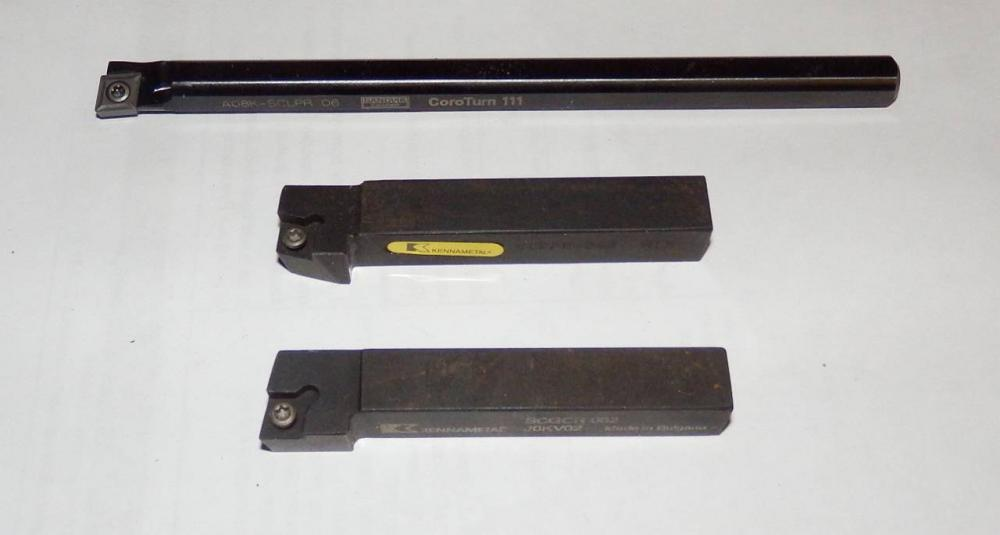 A08K-SCLPR 06 SANDVIK CoroTurn 111
KENNAMETAL
KENNAMETAL
SCGCR 062
J0KV02 Made in Bulgaria